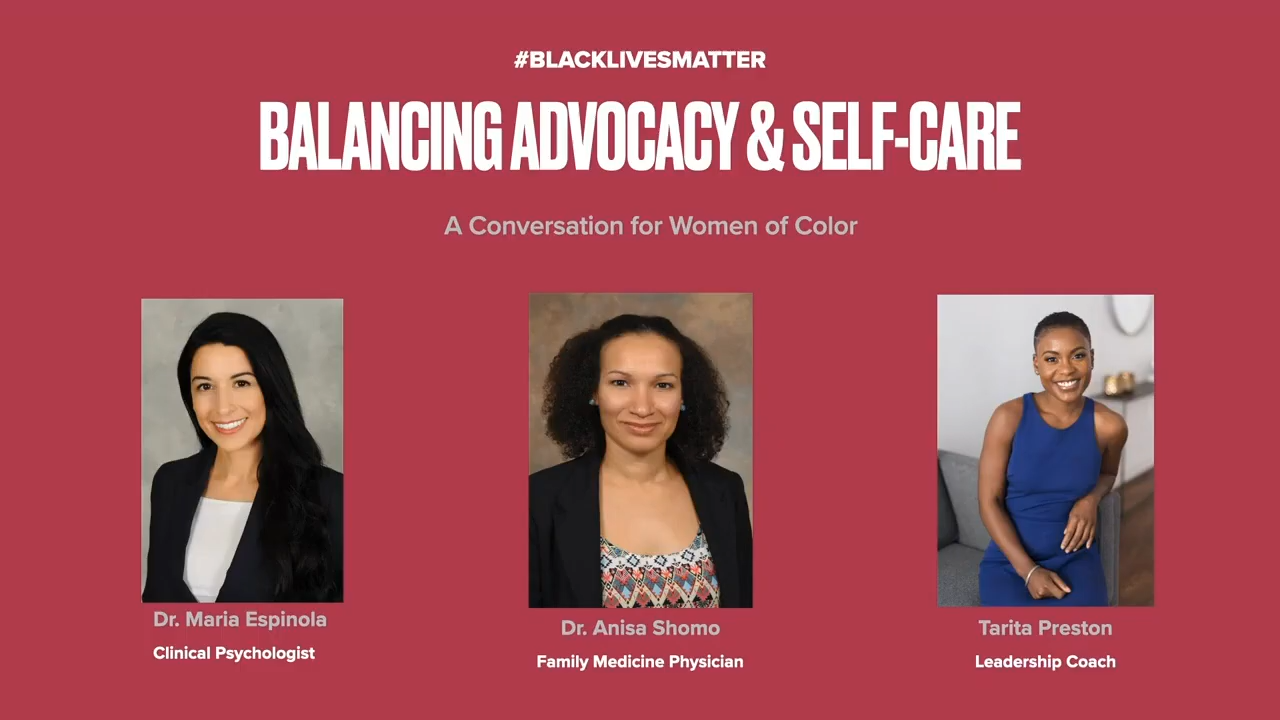 #BLACKLIVESMATTER
BALANCING ADVOCACY & SELF-CARE
A Conversation for Women of Color
Dr. Maria Espinola
Clinical Psychologist
Dr. Anisa Shomo
Family Medicine Physician
Tarita Preston
Leadership Coach